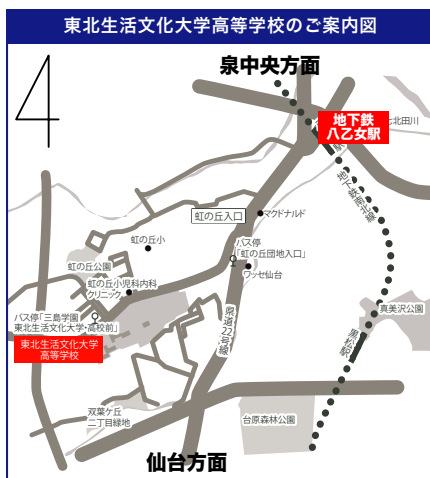 東北生活文化大学高等学校のご案内図
泉中央方面
地下鉄
八乙女駅
七北田川
駅
地下鉄南北線
虹の丘入口
マクドナルド
虹の丘小
バス停
「虹の丘団地入口」
虹の丘公園
ワッセ仙台
虹の丘小児科内科
クリニック
真美沢公園
バス停「三島学園
東北生活文化大学・高校前」
県道22号線
黒松駅
東北生活文化大学
高等学校
双葉ケ丘
二丁目緑地
台原森林公園
仙台方面